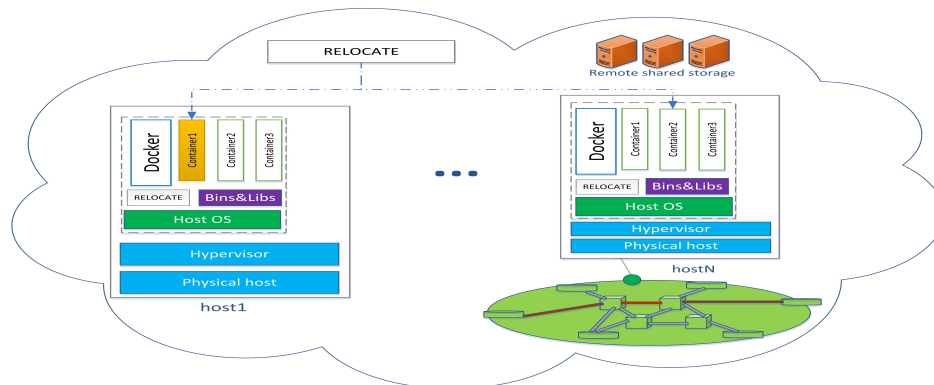 RELOCATE
Remote shared storage
Docker
Container1
Container2
Container3
RELOCATE
Bins&Libs
Host OS
Hypervisor
Physical host
host1
Docker
Container1
Container2
Container3
RELOCATE
Bins&Libs
Host OS
Hypervisor
Physical host
hostN